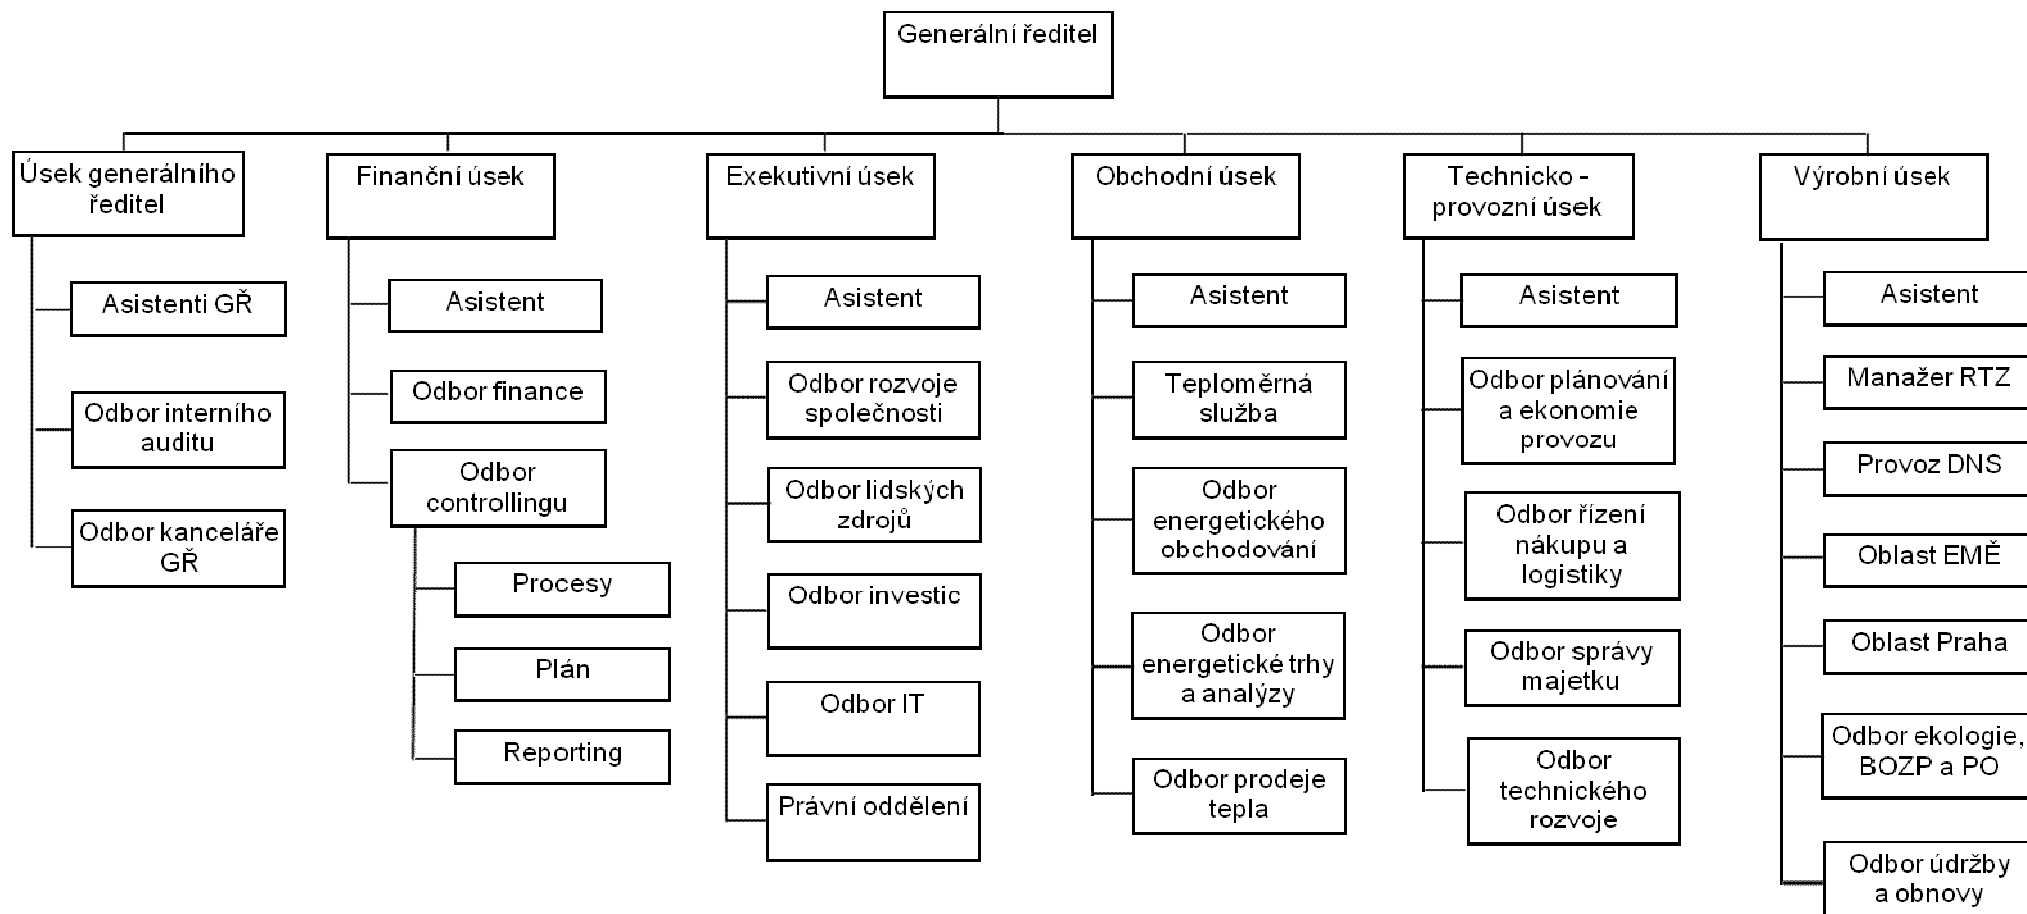 Generální ředitel
Úsek generálního
ředitel
Asistenti GŘ
Odbor interního
auditu
Odbor kanceláře
GŘ
Finanční úsek
Asistent
Odbor finance
Odbor
controllingu
Procesy
Plán
Reporting
Exekutivní úsek
Asistent
Odbor rozvoje
společnosti
Odbor lidských
zdrojů
Odbor investic
Odbor IT
Právní oddělení
Obchodní úsek
Asistent
Teploměrná
služba
Odbor
energetického
obchodování
Odbor
energetické trhy
a analýzy
Odbor prodeje
tepla
Technicko -
provozní úsek
Asistent
Odbor plánování
a ekonomie
provozu
Odbor řízení
nákupu a
logistiky
Odbor správy
majetku
Odbor
technického
rozvoje
Výrobní úsek
Asistent
Manažer RTZ
Provoz DNS
Oblast EMĚ
Oblast Praha
Odbor ekologie,
BOZP a PO
Odbor údržby
a obnovy